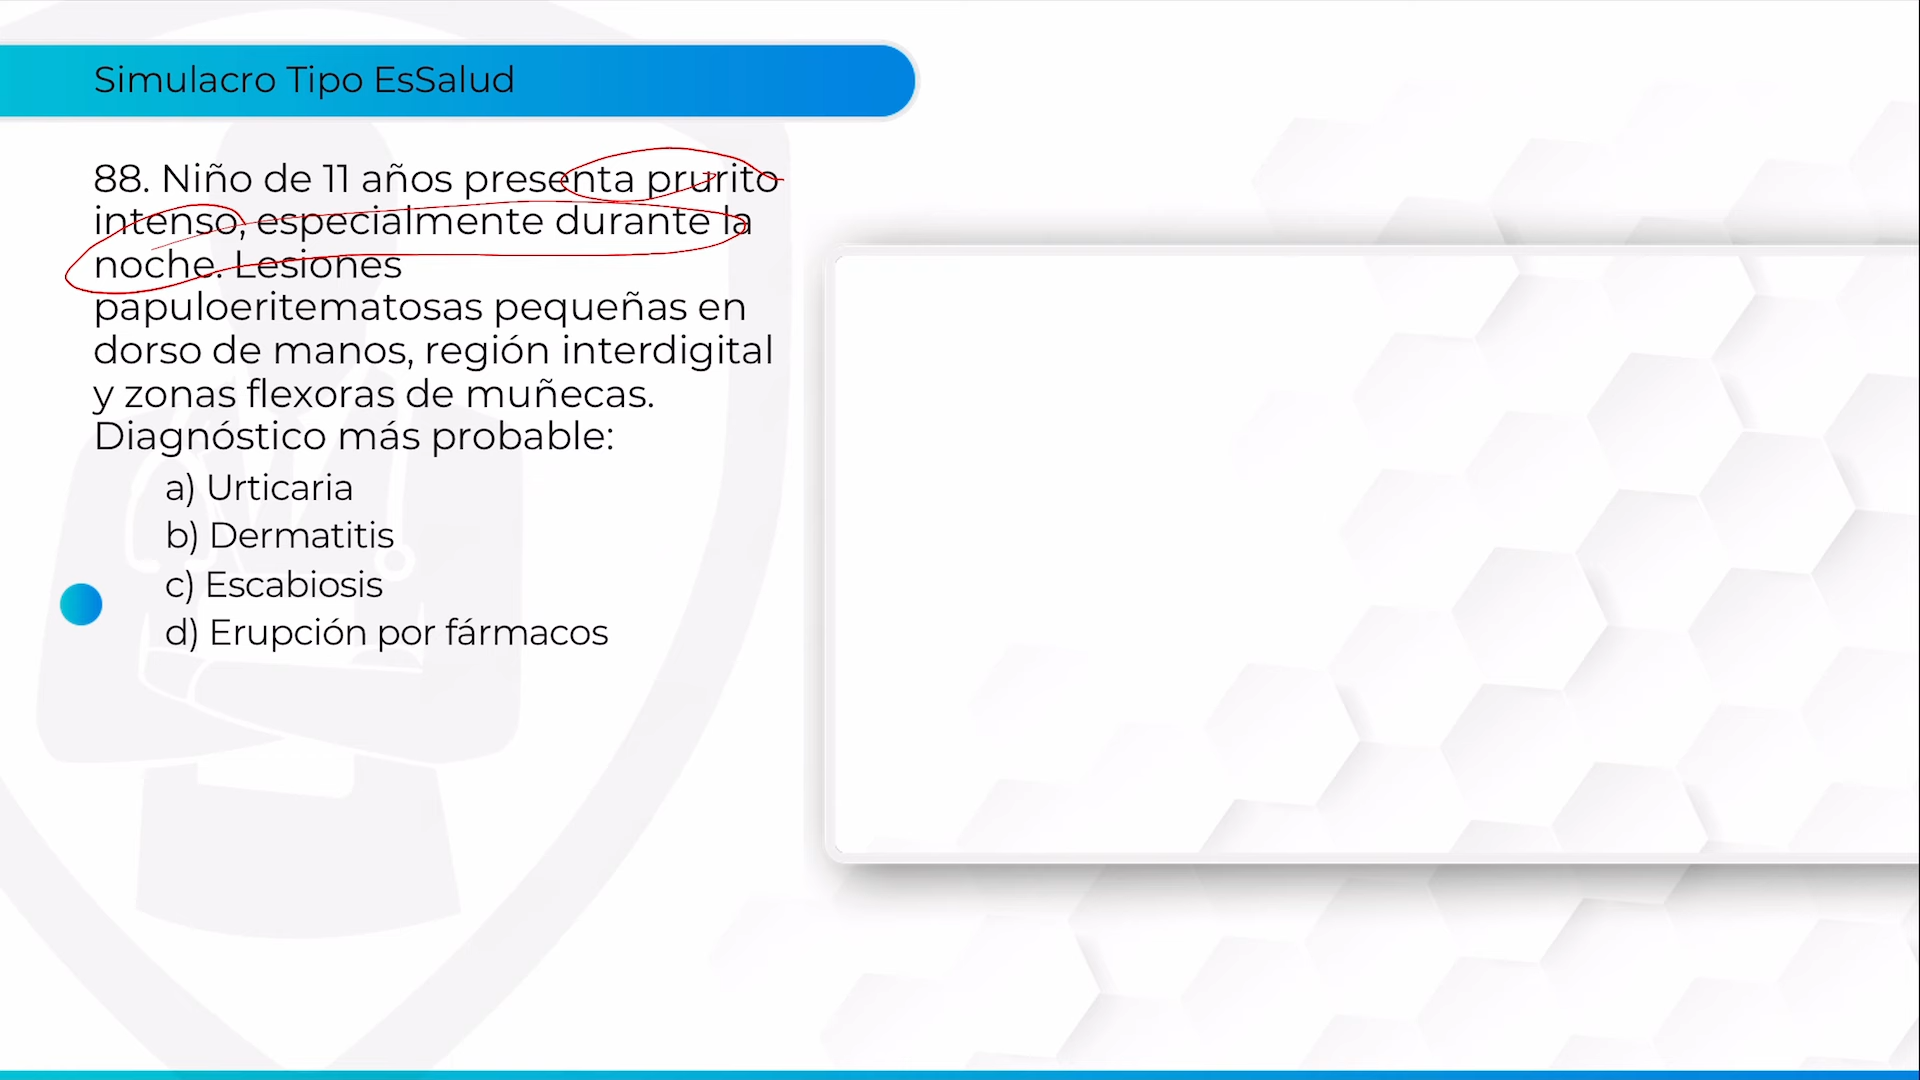 Simulacro Tipo EsSalud
88. Niño de 11 años presenta prurito
intenso, especialmente durante la
noche. Lesiones
papuloeritematosas pequeñas en
dorso de manos, región interdigital
y zonas flexoras de muñecas.
Diagnóstico más probable:
a) Urticaria
b) Dermatitis
c) Escabiosis
d) Erupción por fármacos